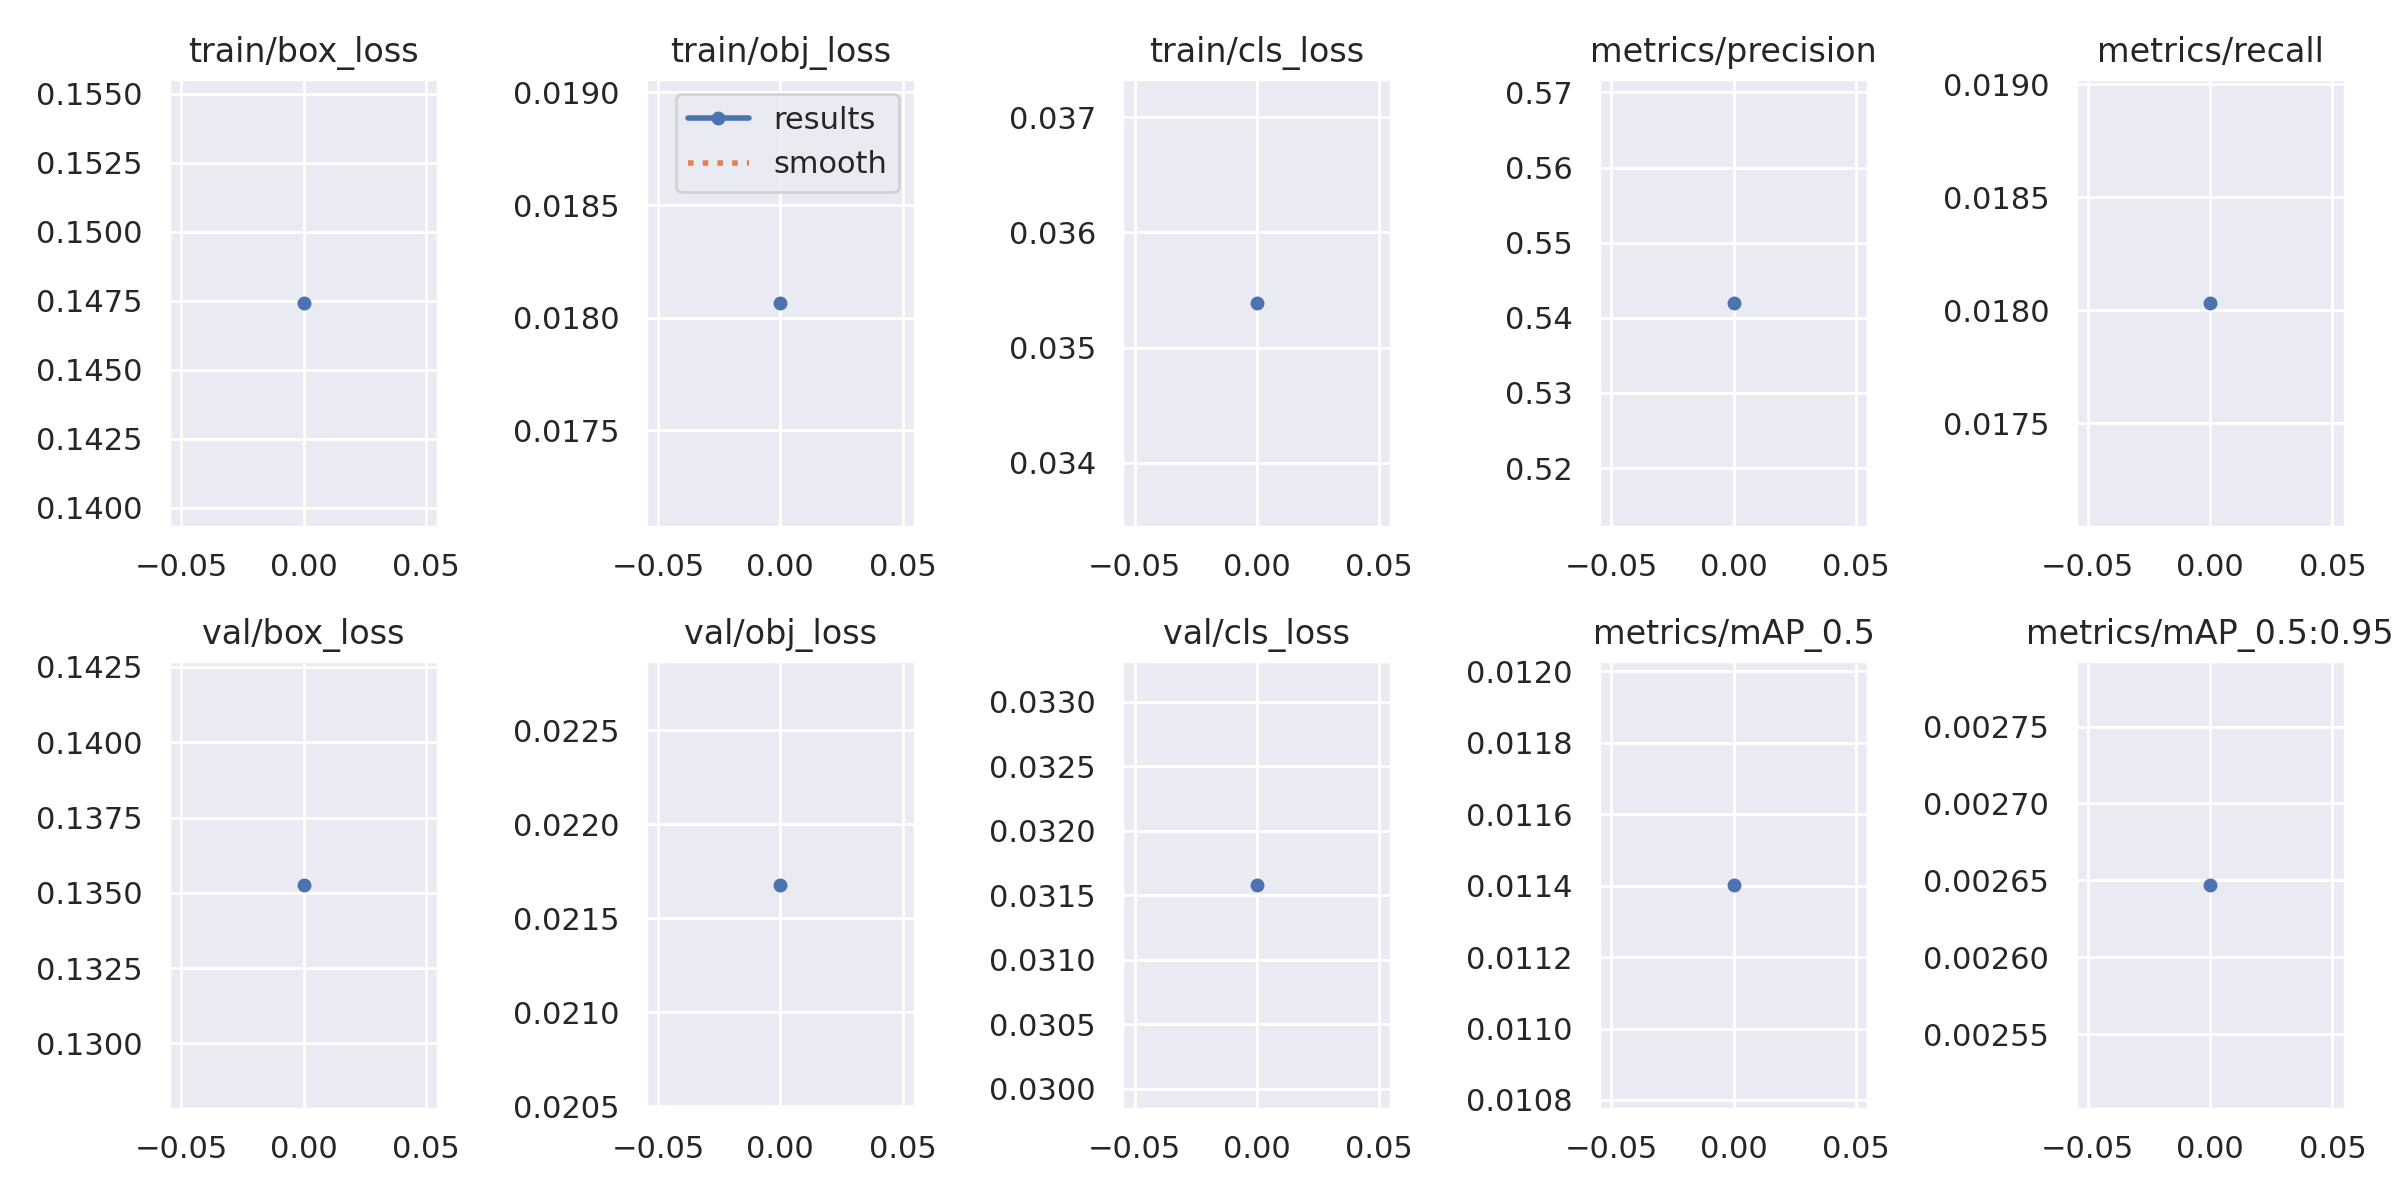 train/box_loss
0.1550
0.1525
0.1500
0.1475
0.1450
0.1425
0.1400
−0.05 0.00 0.05
train/obj_loss
results
smooth
0.0190
0.0185
0.0180
0.0175
−0.05 0.00 0.05
train/cls_loss
0.037
0.036
0.035
0.034
−0.05 0.00 0.05
metrics/precision
0.57
0.56
0.55
0.54
0.53
0.52
−0.05 0.00 0.05
metrics/recall
0.0190
0.0185
0.0180
0.0175
−0.05 0.00 0.05
val/box_loss
0.1425
0.1400
0.1375
0.1350
0.1325
0.1300
−0.05 0.00 0.05
val/obj_loss
0.0225
0.0220
0.0215
0.0210
0.0205
−0.05 0.00 0.05
val/cls_loss
0.0330
0.0325
0.0320
0.0315
0.0310
0.0305
0.0300
−0.05 0.00 0.05
metrics/mAP_0.5
0.0120
0.0118
0.0116
0.0114
0.0112
0.0110
0.0108
−0.05 0.00 0.05
metrics/mAP_0.5:0.95
0.00275
0.00270
0.00265
0.00260
0.00255
−0.05 0.00 0.05